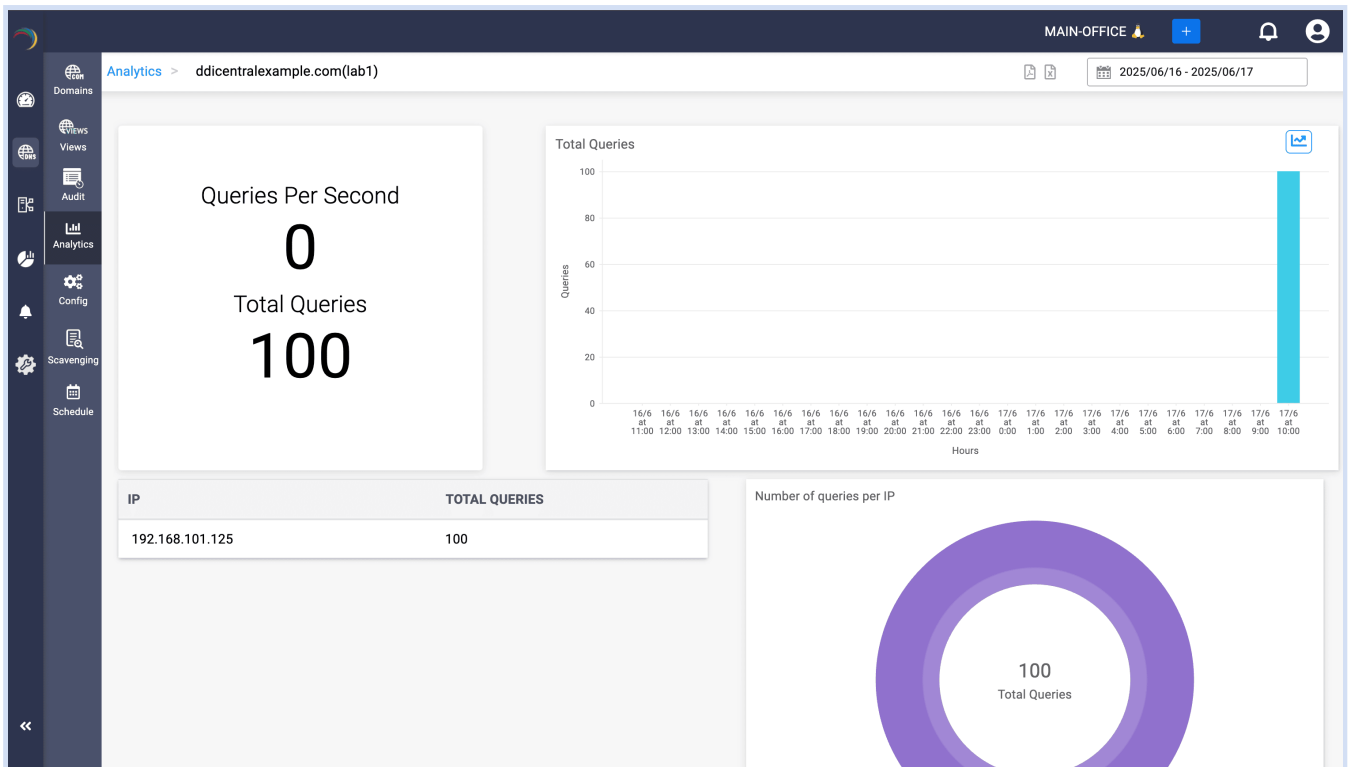 MAIN-OFFICE
+
COM
Domains
VIEWS
Views
Audit
Analytics
Config
Scavenging
Schedule
DNS
Analytics > ddicentralexample.com(lab1)
2025/06/16 - 2025/06/17
Queries Per Second
0
Total Queries
100
Total Queries
100
80
60
40
20
0
Queries
16/6 at 11:00
16/6 at 12:00
16/6 at 13:00
16/6 at 14:00
16/6 at 15:00
16/6 at 16:00
16/6 at 17:00
16/6 at 18:00
16/6 at 19:00
16/6 at 20:00
16/6 at 21:00
16/6 at 22:00
16/6 at 23:00
17/6 at 0:00
17/6 at 1:00
17/6 at 2:00
17/6 at 3:00
17/6 at 4:00
17/6 at 5:00
17/6 at 6:00
17/6 at 7:00
17/6 at 8:00
17/6 at 9:00
17/6 at 10:00
Hours
IP TOTAL QUERIES
192.168.101.125 100
Number of queries per IP
100
Total Queries